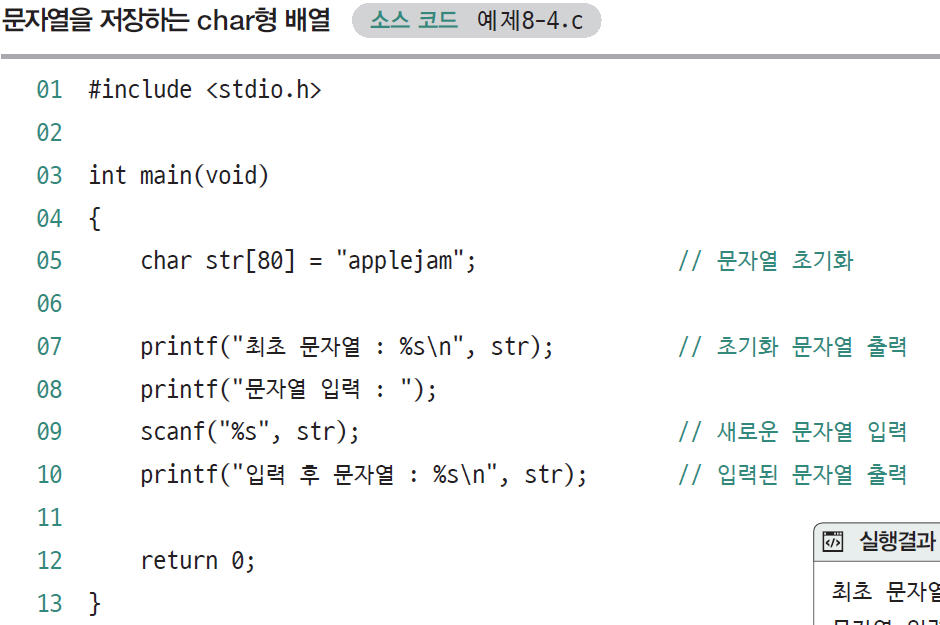 문자열을 저장하는 char형 배열 소스 코드 예제8-4.c
01 #include <stdio.h>
02
03 int main(void)
04 {
05 char str[80] = "applejam"; // 문자열 초기화
06
07 printf("최초 문자열 : %s\n", str); // 초기화 문자열 출력
08 printf("문자열 입력 : ");
09 scanf("%s", str); // 새로운 문자열 입력
10 printf("입력 후 문자열 : %s\n", str); // 입력된 문자열 출력
11
12 return 0;
13 }
실행결과
최초 문자열